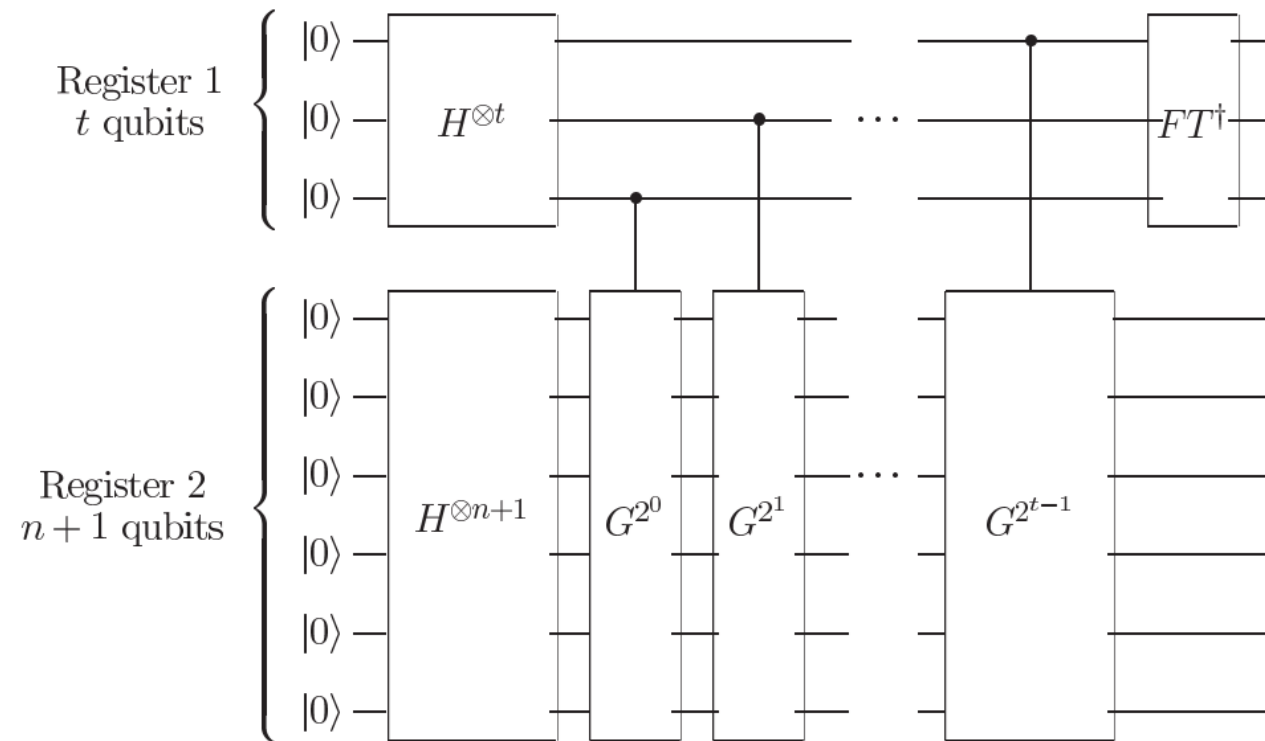 Register 1
t qubits
|0⟩
|0⟩
|0⟩
H^{⊗t}
...
FT^†
Register 2
n + 1 qubits
|0⟩
|0⟩
|0⟩
|0⟩
|0⟩
|0⟩
H^{⊗n+1}
G^{2^0}
G^{2^1}
...
G^{2^{t−1}}